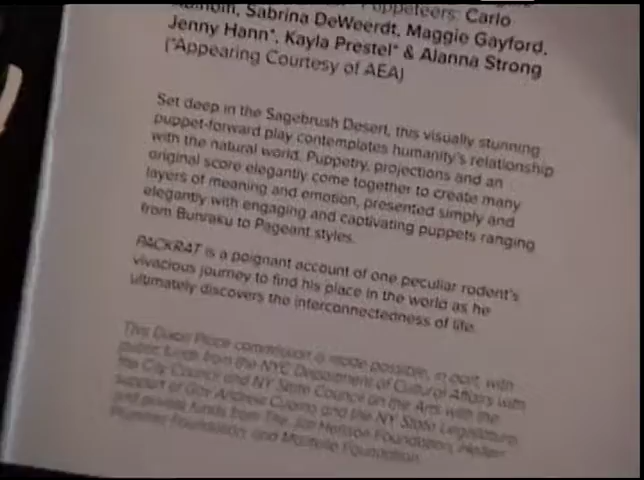 Puppeteers: Carlo
Sabrina DeWeerdt, Maggie Gayford,
Jenny Hann*, Kayla Prestel* & Alanna Strong
(*Appearing Courtesy of AEA)
Set deep in the Sagebrush Desert, this visually stunning
puppet-forward play contemplates humanity's relationship
with the natural world. Puppetry, projections and an
original score elegantly come together to create many
layers of meaning and emotion, presented simply and
elegantly with engaging and captivating puppets ranging
from Bunraku to Pageant styles.
PACKRAT is a poignant account of one peculiar rodent's
vivacious journey to find his place in the world as he
ultimately discovers the interconnectedness of life.
This Dixon Place commission is made possible, in part, with
public funds from the NYC Department of Cultural Affairs with
the City Council and NY State Council on the Arts with the
support of Gov Andrew Cuomo and the NY State Legislature,
and private funds from The Jim Henson Foundation,
Foundation, and Foundation.